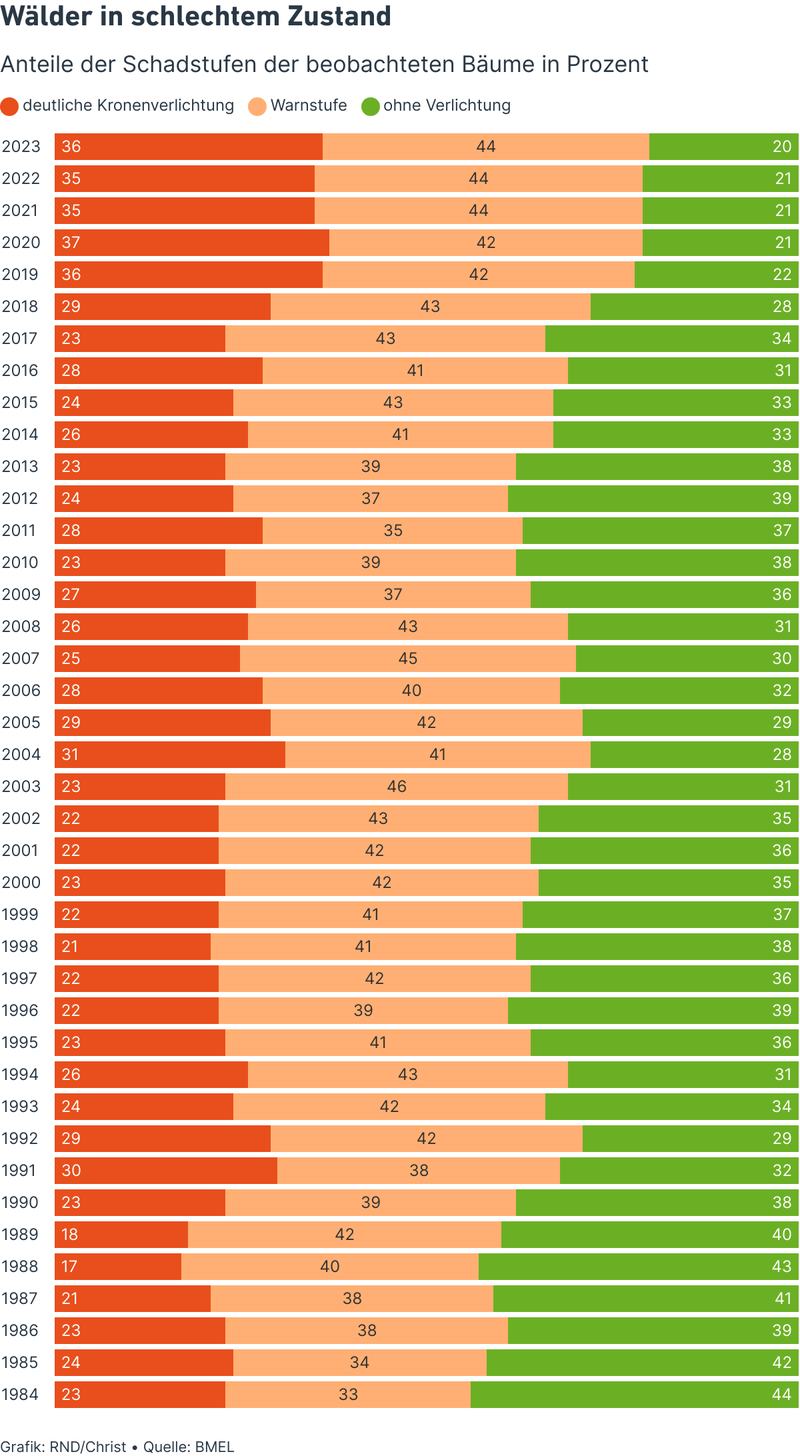 Wälder in schlechtem Zustand
Anteile der Schadstufen der beobachteten Bäume in Prozent
deutliche Kronenverlichtung Warnstufe ohne Verlichtung
2023 36 44 20
2022 35 44 21
2021 35 44 21
2020 37 42 21
2019 36 42 22
2018 29 43 28
2017 23 43 34
2016 28 41 31
2015 24 43 33
2014 26 41 33
2013 23 39 38
2012 24 37 39
2011 28 35 37
2010 23 39 38
2009 27 37 36
2008 26 43 31
2007 25 45 30
2006 28 40 32
2005 29 42 29
2004 31 41 28
2003 23 46 31
2002 22 43 35
2001 22 42 36
2000 23 42 35
1999 22 41 37
1998 21 41 38
1997 22 42 36
1996 22 39 39
1995 23 41 36
1994 26 43 31
1993 24 42 34
1992 29 42 29
1991 30 38 32
1990 23 39 38
1989 18 42 40
1988 17 40 43
1987 21 38 41
1986 23 38 39
1985 24 34 42
1984 23 33 44
Grafik: RND/Christ • Quelle: BMEL